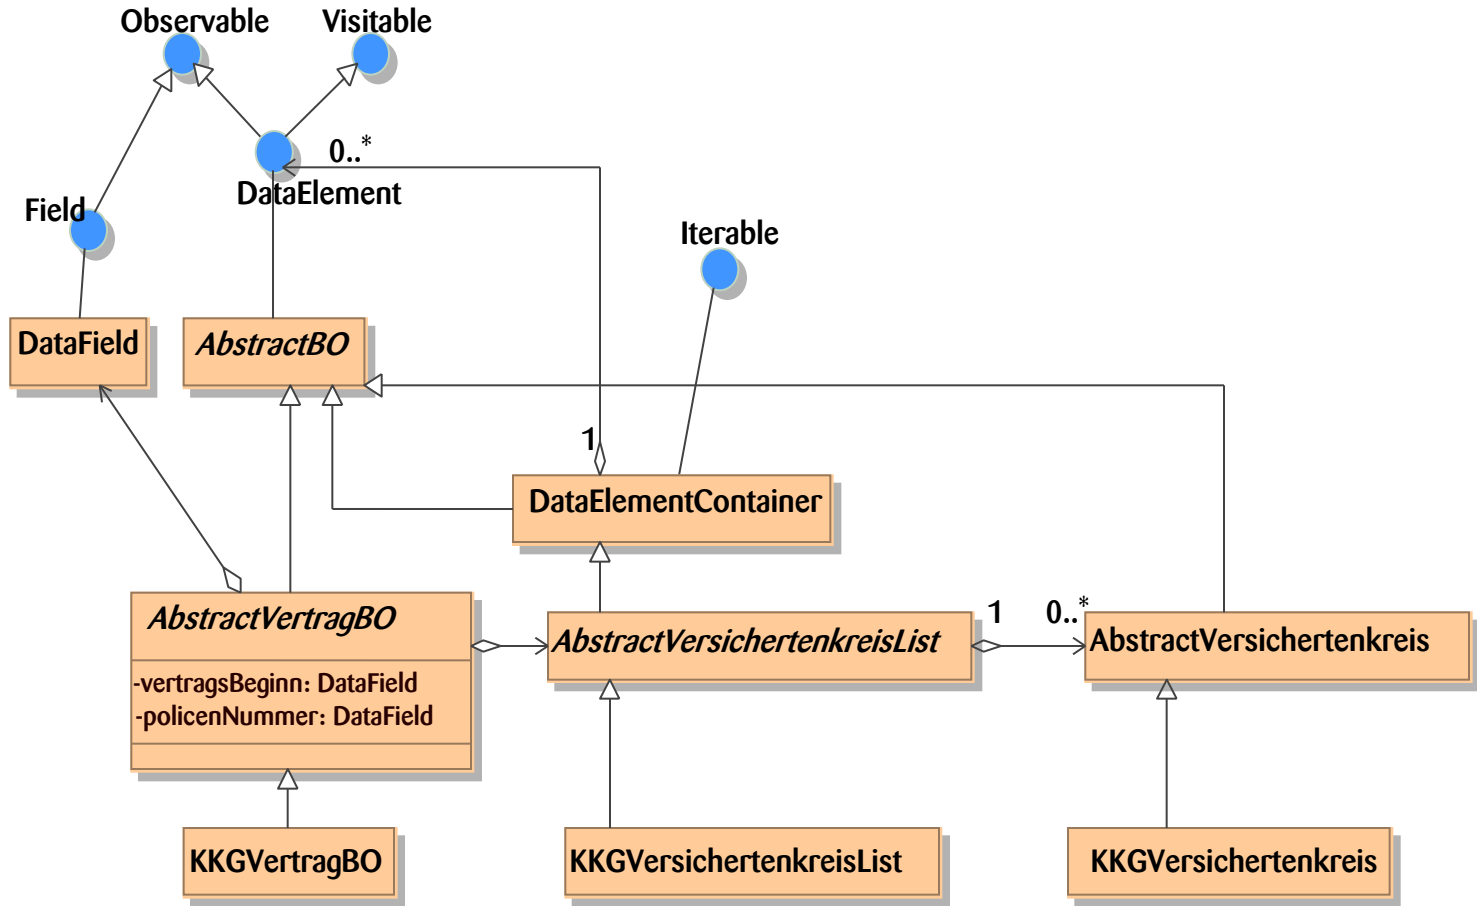 Observable
Visitable
0..*
DataElement
Field
Iterable
DataField
AbstractBO
1
DataElementContainer
AbstractVertragBO
-vertragsBeginn: DataField
-policenNummer: DataField
AbstractVersichertenkreisList
1
0..*
AbstractVersichertenkreis
KKGVertragBO
KKGVersichertenkreisList
KKGVersichertenkreis